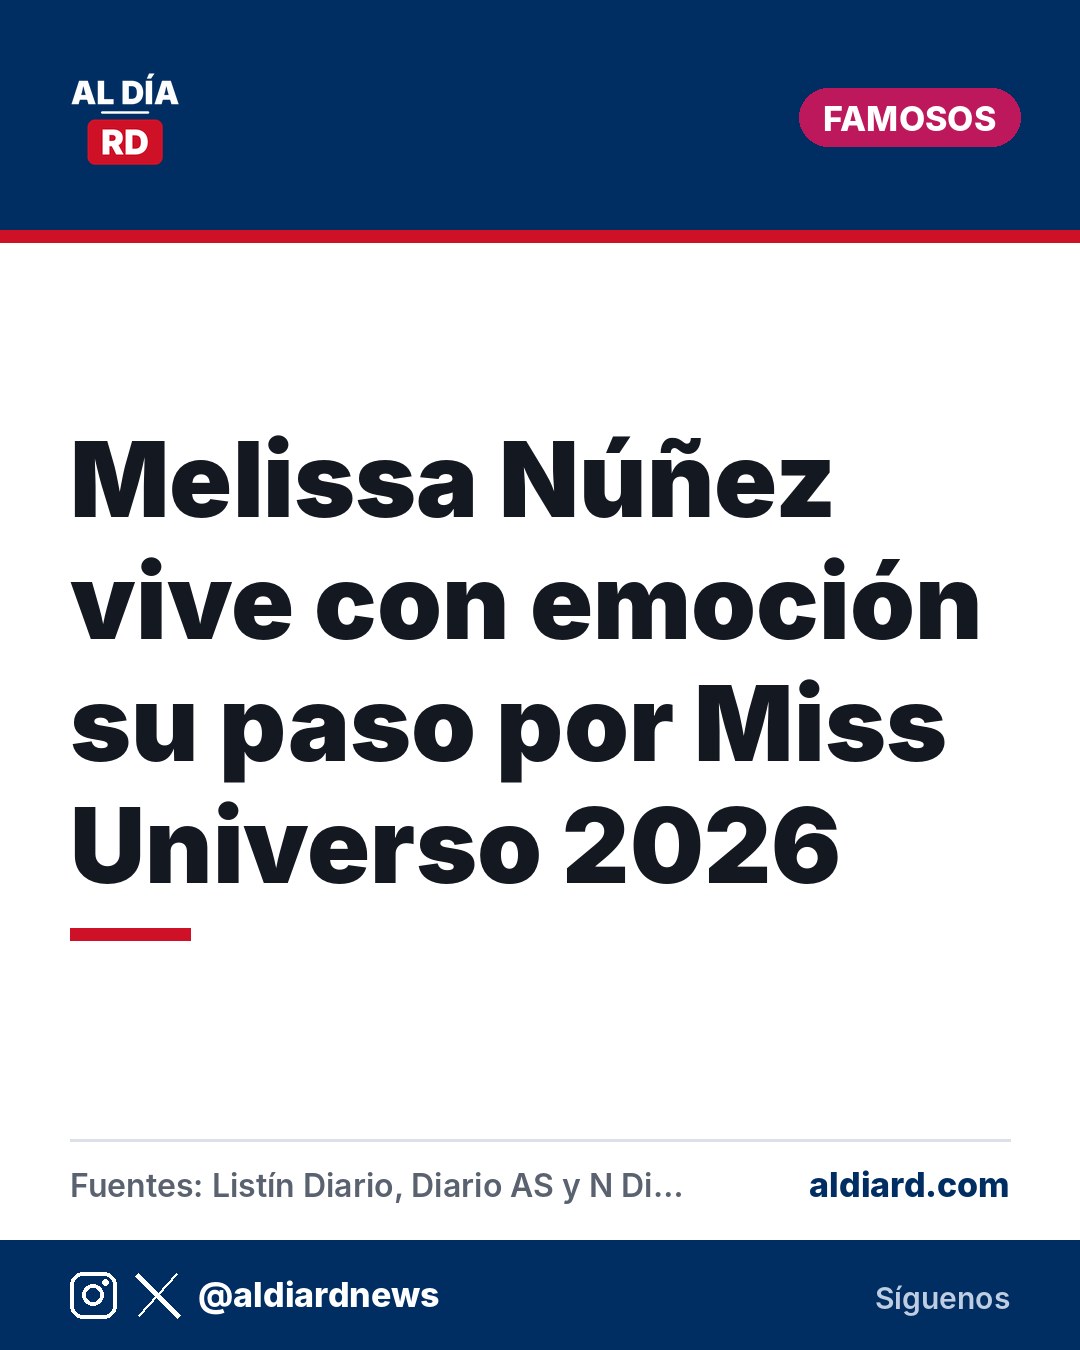 AL DÍA
RD
FAMOSOS
Melissa Núñez
vive con emoción
su paso por Miss
Universo 2026
Fuentes: Listín Diario, Diario AS y N Di...
aldiard.com
@aldiardnews
Síguenos